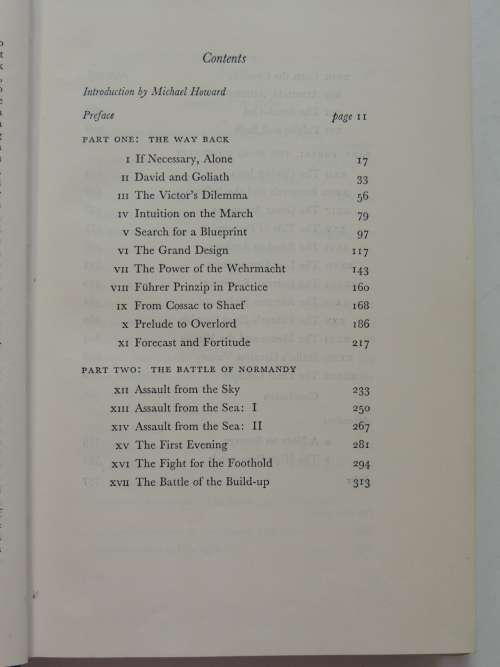 Contents
Introduction by Michael Howard
Preface page 11
PART ONE: THE WAY BACK
I If Necessary, Alone 17
II David and Goliath 33
III The Victor's Dilemma 56
IV Intuition on the March 79
V Search for a Blueprint 97
VI The Grand Design 117
VII The Power of the Wehrmacht 143
VIII Führer Prinzip in Practice 160
IX From Cossac to Shaef 168
X Prelude to Overlord 186
XI Forecast and Fortitude 217
PART TWO: THE BATTLE OF NORMANDY
XII Assault from the Sky 233
XIII Assault from the Sea: I 250
XIV Assault from the Sea: II 267
XV The First Evening 281
XVI The Fight for the Foothold 294
XVII The Battle of the Build-up 313